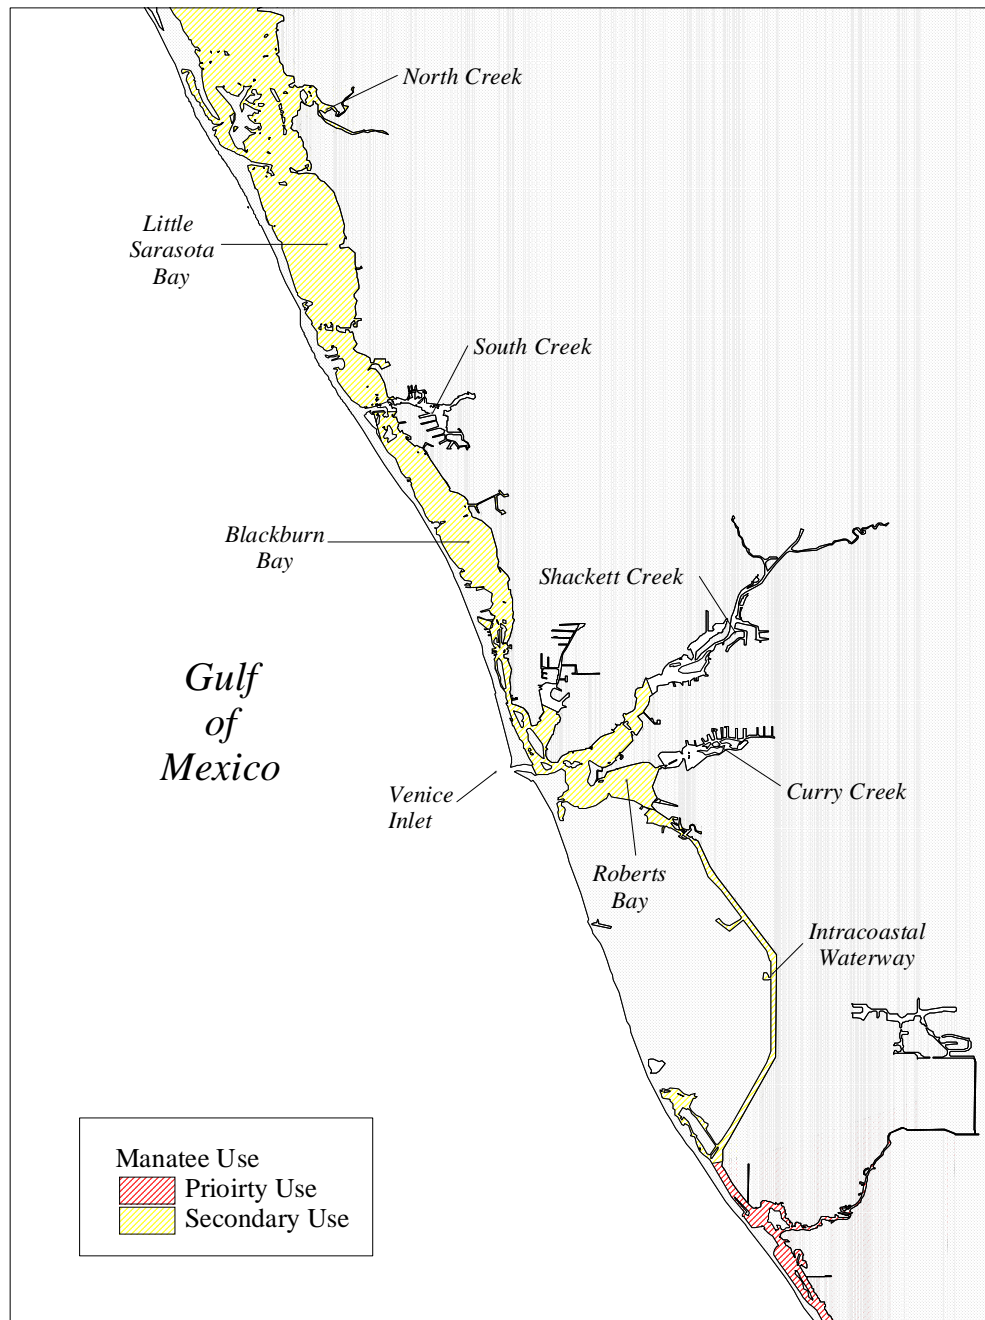 North Creek
Little
Sarasota
Bay
South Creek
Blackburn
Bay
Shackett Creek
Gulf
of
Mexico
Venice
Inlet
Curry Creek
Roberts
Bay
Intracoastal
Waterway
Manatee Use
Prioirty Use
Secondary Use